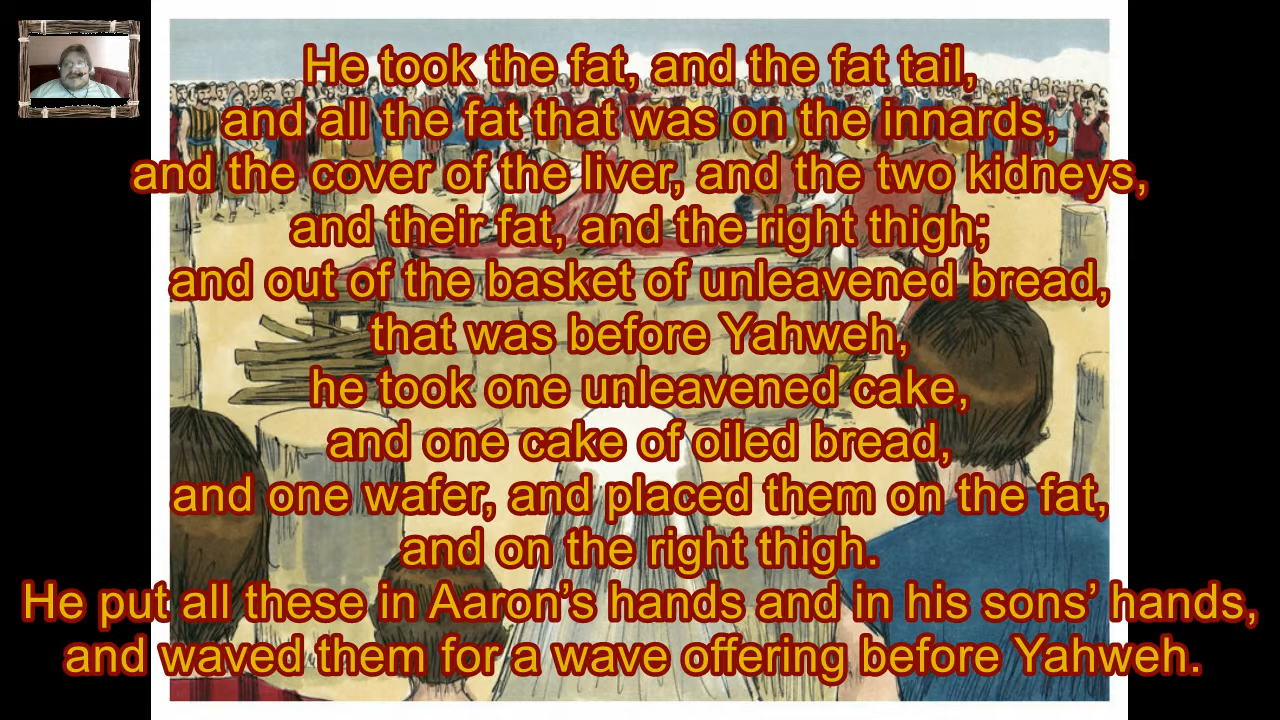 He took the fat, and the fat tail,
and all the fat that was on the innards,
and the cover of the liver, and the two kidneys,
and their fat, and the right thigh;
and out of the basket of unleavened bread,
that was before Yahweh,
he took one unleavened cake,
and one cake of oiled bread,
and one wafer, and placed them on the fat,
and on the right thigh.
He put all these in Aaron’s hands and in his sons’ hands,
and waved them for a wave offering before Yahweh.